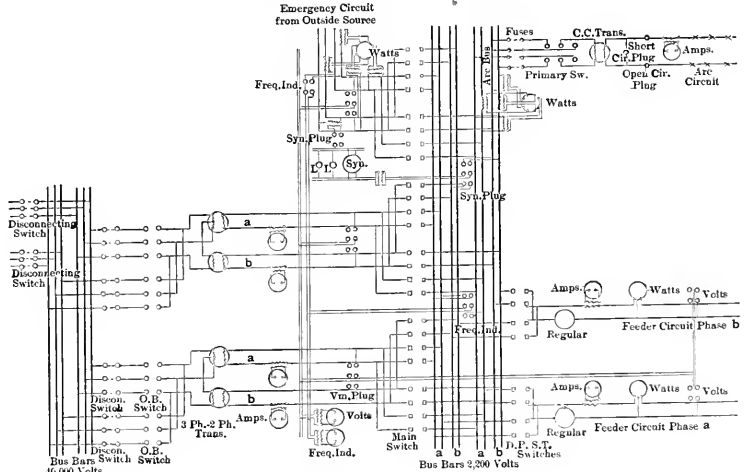 Emergency Circuit
from Outside Source
Watts
Freq.Ind.
Syn.Plug
L L Syn.
Fuses
C.C.Trans.
Short
Cir.Plug
Amps.
Arc Bus
Primary Sw.
Open Cir.
Plug
Arc
Circuit
Watts
Syn.Plug
Disconnecting
Switch
Disconnecting
Switch
a
b
Amps.
Watts
Volts
Freq.Ind.
Regular
Feeder Circuit Phase b
a
b
Discon.
Switch
O.B.
Switch
3 Ph.-2 Ph.
Trans.
Amps.
Vm.Plug
Volts
Freq.Ind.
Main
Switch
Amps.
Watts
Volts
Regular
Feeder Circuit Phase a
D.P.S.T.
Switches
Discon.
Switch
O.B.
Switch
a b a b
Bus Bars
Bus Bars 2,200 Volts